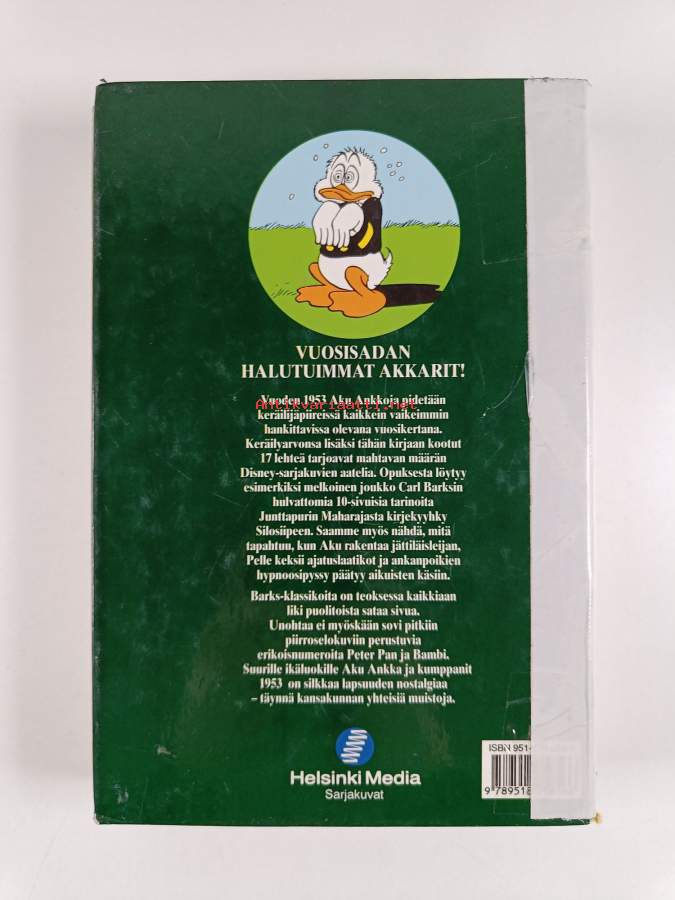 VUOSISADAN
HALUTUIMMAT AKKARIT!
Vuoden 1953 Aku Ankkoja pidetään
Antikvariaatti.net
keräilijäpiireissä kaikkein vaikeimmin
hankittavissa olevana vuosikertana.
Keräilyarvonsa lisäksi tähän kirjaan kootut
17 lehteä tarjoavat mahtavan määrän
Disney-sarjakuvien aatelia. Opuksesta löytyy
esimerkiksi melkoinen joukko Carl Barksin
hulvattomia 10-sivuisia tarinoita
Junttapurin Maharajasta kirjekyyhky
Silosiipeen. Saamme myös nähdä, mitä
tapahtuu, kun Aku rakentaa jättiläisleijan,
Pelle keksii ajatuslaatikot ja ankanpoikien
hypnoosipyssy päätyy aikuisten käsiin.
Barks-klassikoita on teoksessa kaikkiaan
liki puolitoista sataa sivua.
Unohtaa ei myöskään sovi pitkiin
piirroselokuviin perustuvia
erikoisnumeroita Peter Pan ja Bambi.
Suurille ikäluokille Aku Ankka ja kumppanit
1953 on silkkaa lapsuuden nostalgiaa
– täynnä kansakunnan yhteisiä muistoja.
Helsinki Media
Sarjakuvat
ISBN 951-
9 789518